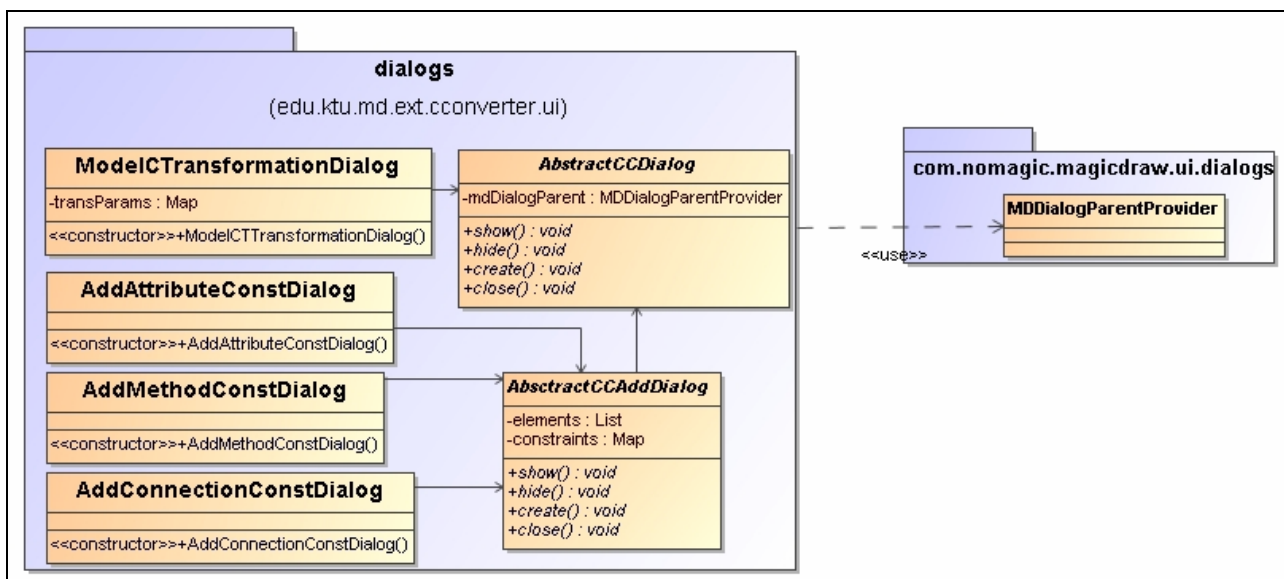 dialogs
(edu.ktu.md.ext.cconverter.ui)
ModelCTransformationDialog
-transParams : Map
<<constructor>>+ModelCTTransformationDialog()
AbstractCCDialog
-mdDialogParent : MDDialogParentProvider
+show() : void
+hide() : void
+create() : void
+close() : void
AddAttributeConstDialog
<<constructor>>+AddAttributeConstDialog()
AddMethodConstDialog
<<constructor>>+AddMethodConstDialog()
AddConnectionConstDialog
<<constructor>>+AddConnectionConstDialog()
AbsctractCCAddDialog
-elements : List
-constraints : Map
+show() : void
+hide() : void
+create() : void
+close() : void
<<use>>
com.nomagic.magicdraw.ui.dialogs
MDDialogParentProvider